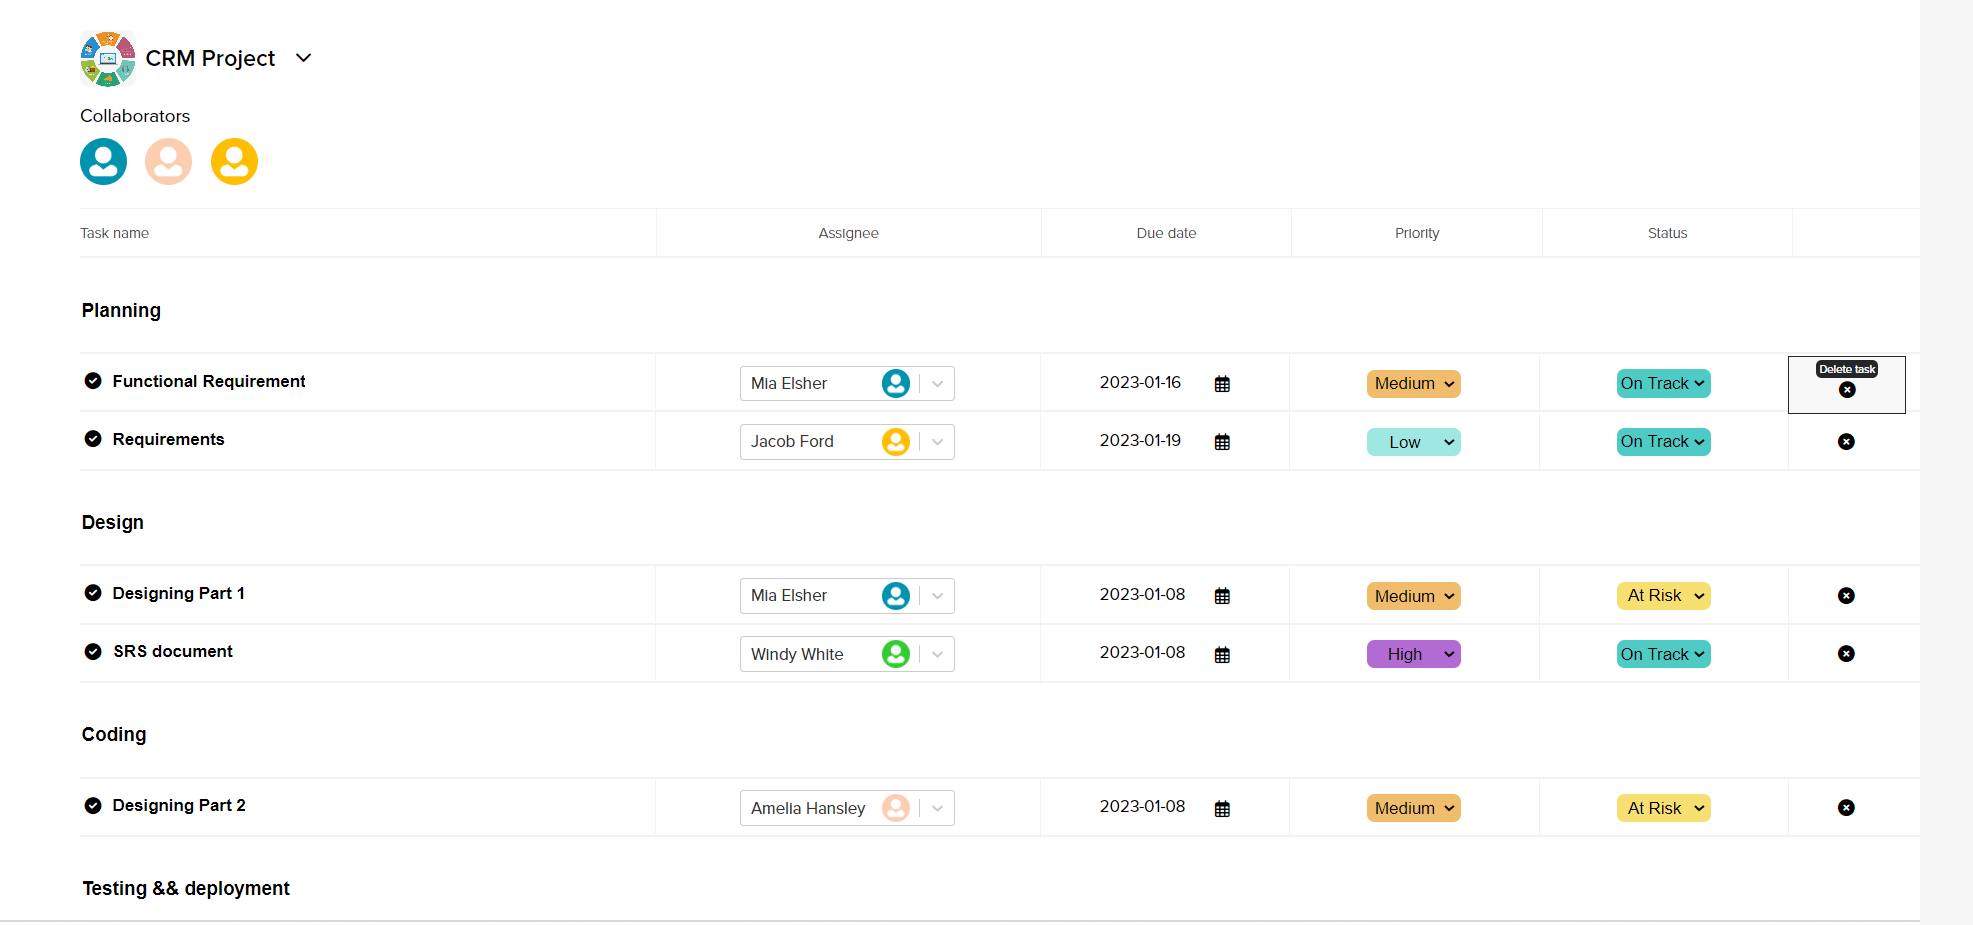 CRM Project
Collaborators
Task name Assignee Due date Priority Status
Planning
Functional Requirement Mia Elsher 2023-01-16 Medium On Track Delete task
Requirements Jacob Ford 2023-01-19 Low On Track
Design
Designing Part 1 Mia Elsher 2023-01-08 Medium At Risk
SRS document Windy White 2023-01-08 High On Track
Coding
Designing Part 2 Amelia Hansley 2023-01-08 Medium At Risk
Testing && deployment